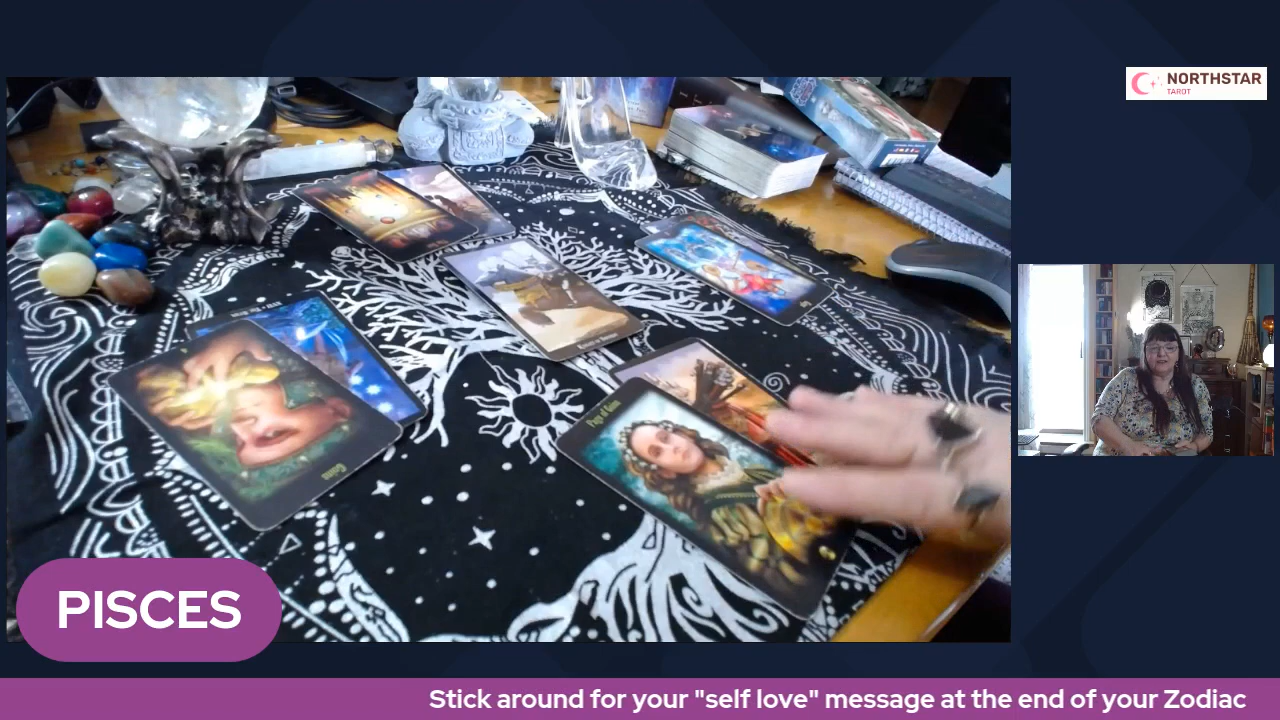 NORTHSTAR
TAROT
Page of Coins
PISCES
Stick around for your "self love" message at the end of your Zodiac